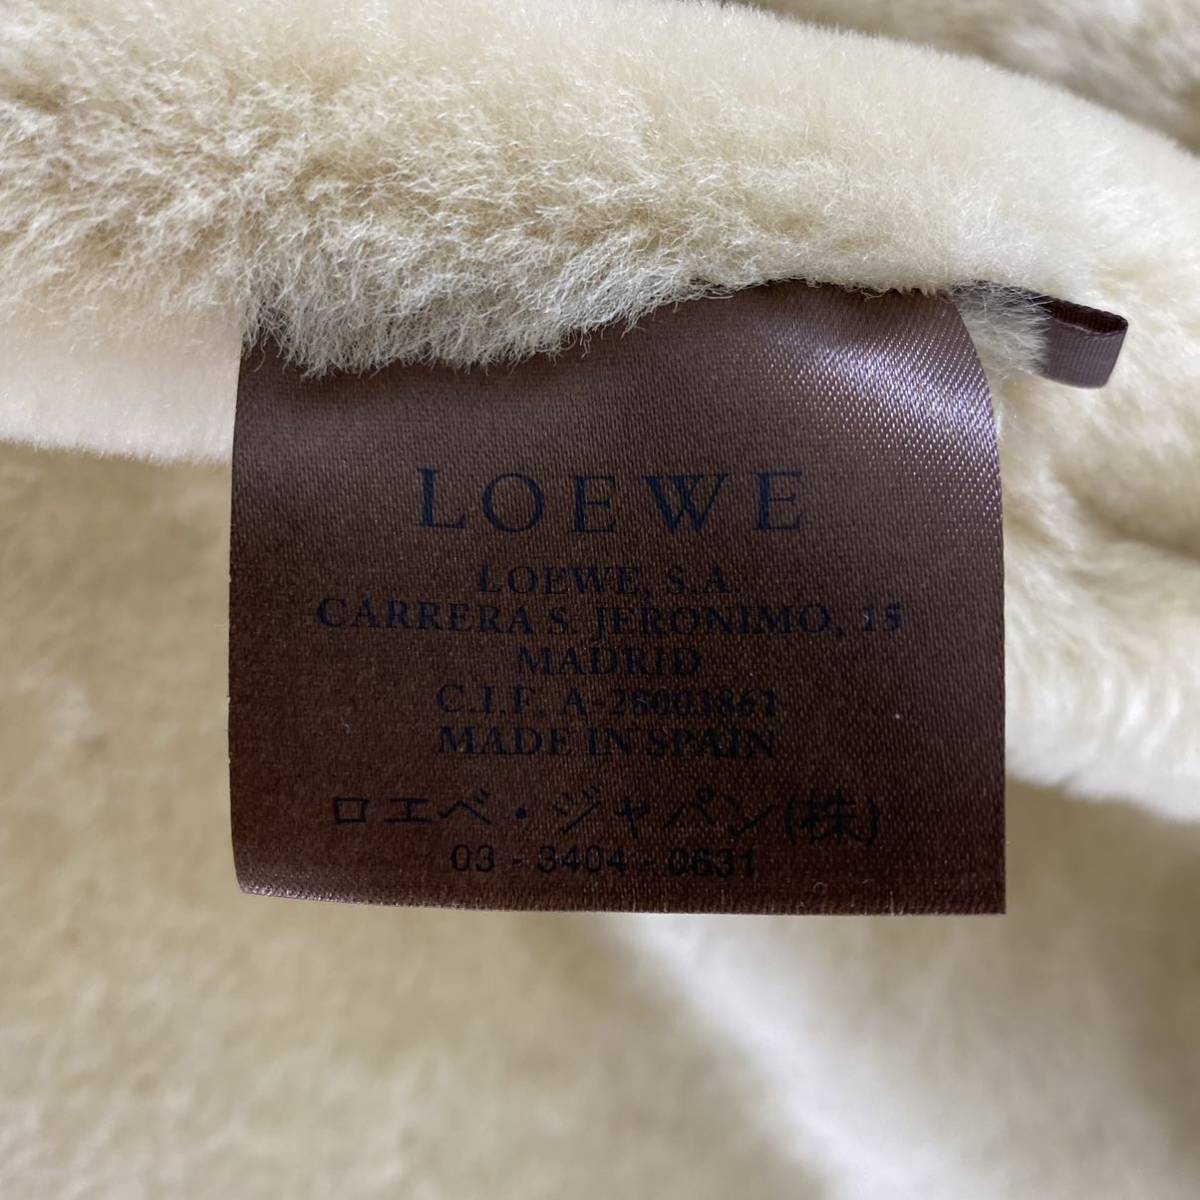 LOEWE
LOEWE, S.A.
CARRERA S. JERONIMO, 15
MADRID
C.I.F. A-28003861
MADE IN SPAIN
ロエベ・ジャパン(株)
03 - 3404 - 0631